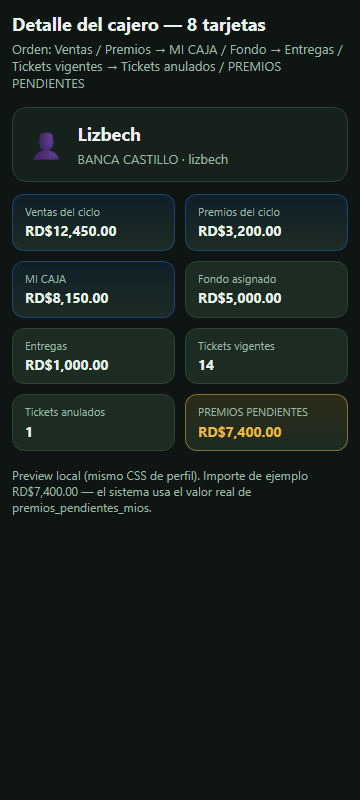 Detalle del cajero — 8 tarjetas
Orden: Ventas / Premios → MI CAJA / Fondo → Entregas /
Tickets vigentes → Tickets anulados / PREMIOS
PENDIENTES
Lizbech
BANCA CASTILLO · lizbech
Ventas del ciclo
RD$12,450.00
Premios del ciclo
RD$3,200.00
MI CAJA
RD$8,150.00
Fondo asignado
RD$5,000.00
Entregas
RD$1,000.00
Tickets vigentes
14
Tickets anulados
1
PREMIOS PENDIENTES
RD$7,400.00
Preview local (mismo CSS de perfil). Importe de ejemplo
RD$7,400.00 — el sistema usa el valor real de
premios_pendientes_mios.